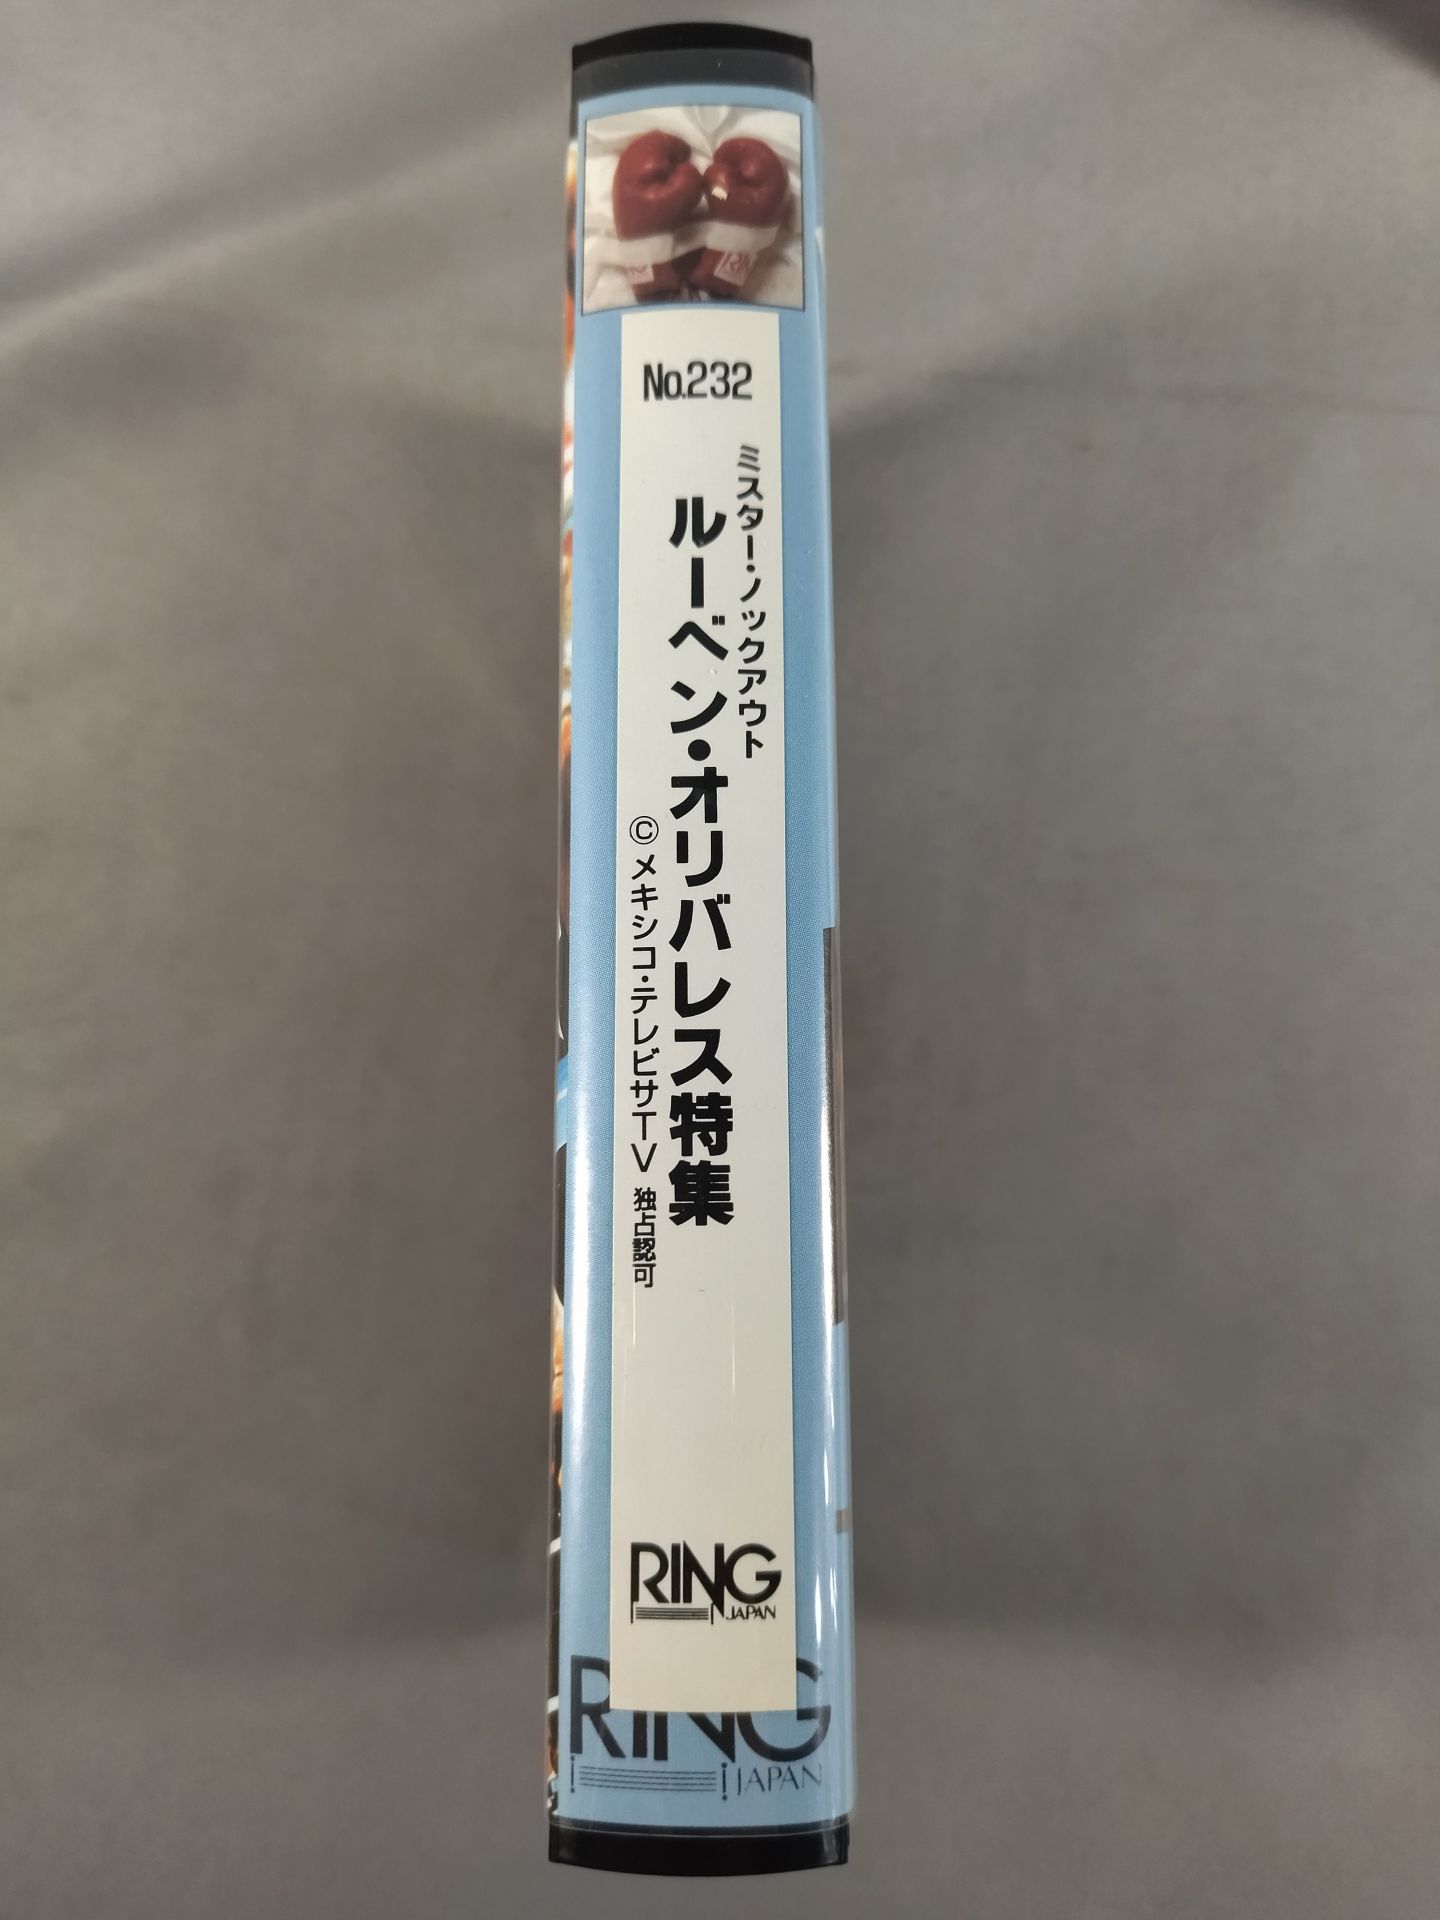 No.232
ミスター・ノックアウト
ルーベン・オリバレス特集
©メキシコ・テレビサTV 独占認可
RING
JAPAN
RING
JAPAN